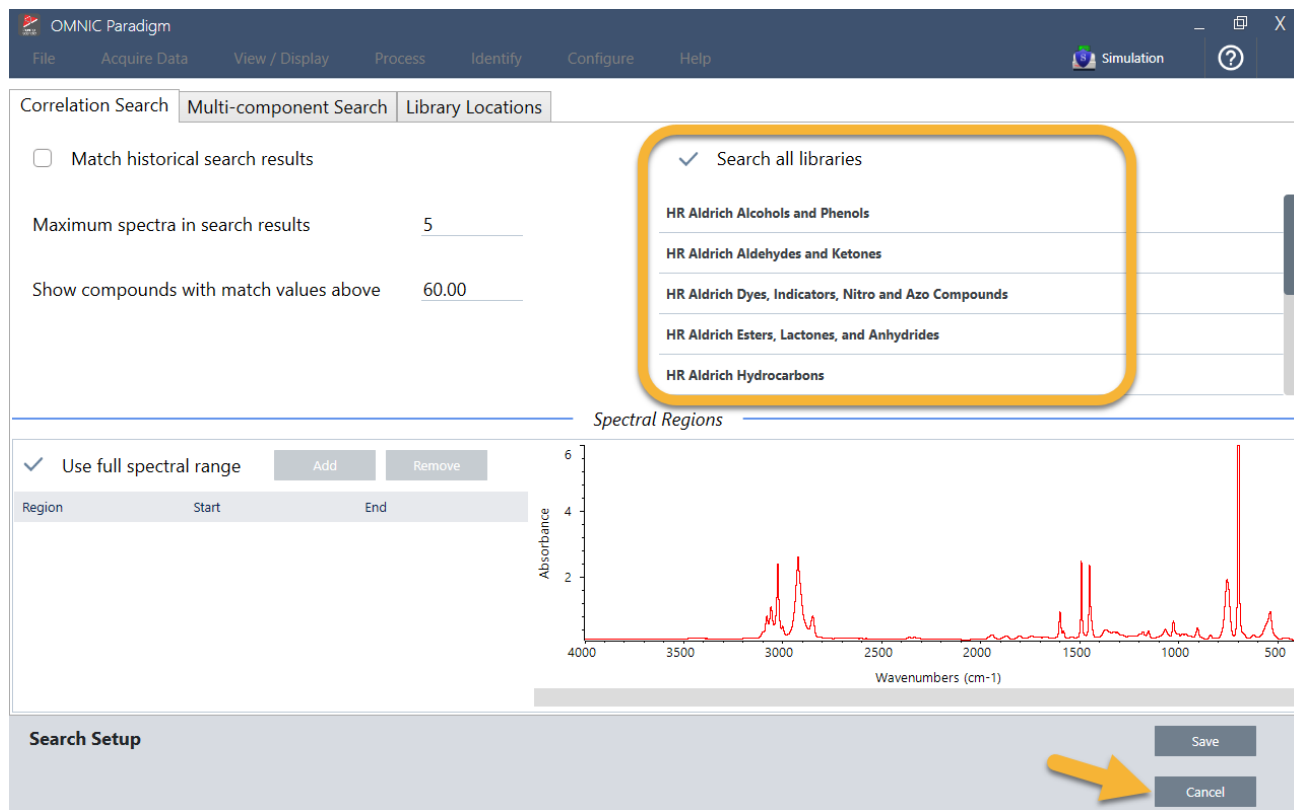 OMNIC Paradigm
File Acquire Data View / Display Process Identify Configure Help Simulation ?
Correlation Search Multi-component Search Library Locations
Match historical search results
Search all libraries
Maximum spectra in search results 5
Show compounds with match values above 60.00
HR Aldrich Alcohols and Phenols
HR Aldrich Aldehydes and Ketones
HR Aldrich Dyes, Indicators, Nitro and Azo Compounds
HR Aldrich Esters, Lactones, and Anhydrides
HR Aldrich Hydrocarbons
Spectral Regions
Use full spectral range Add Remove
Region Start End
6
4
2
Absorbance
4000 3500 3000 2500 2000 1500 1000 500
Wavenumbers (cm-1)
Search Setup
Save
Cancel